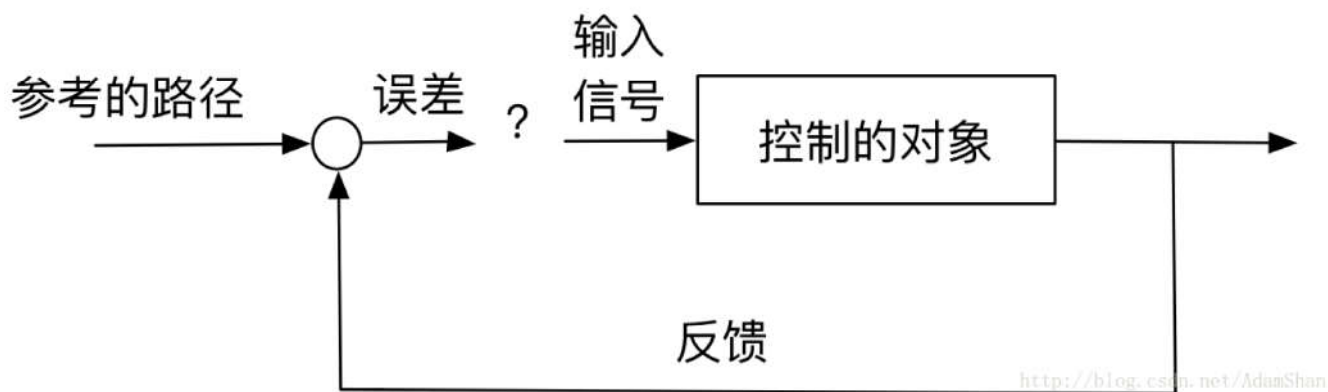 参考的路径
误差
?
输入
信号
控制的对象
反馈
http://blog.csdn.net/AdamShan